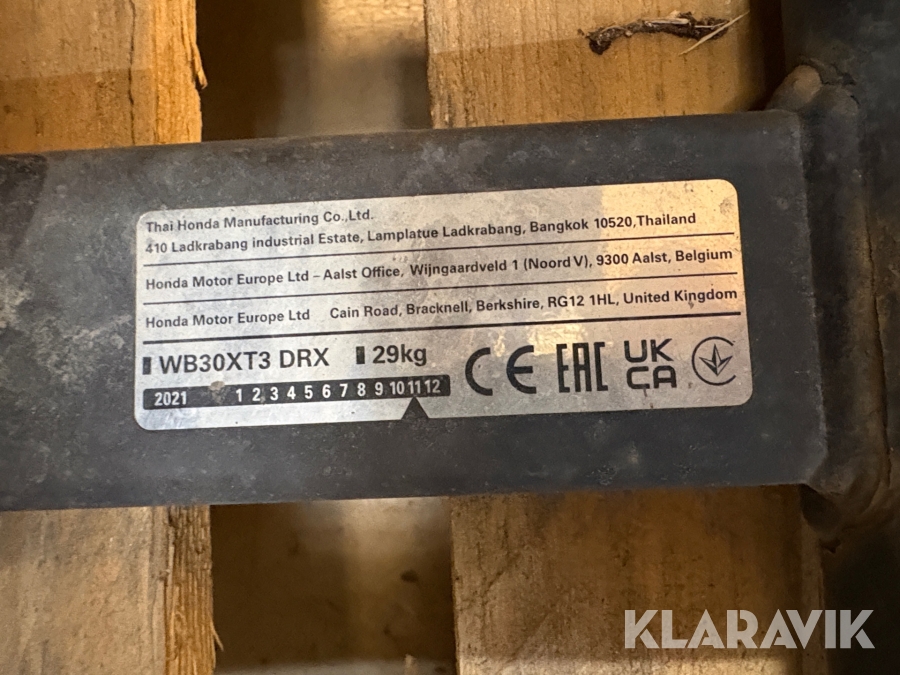 Thai Honda Manufacturing Co.,Ltd.
410 Ladkrabang industrial Estate, Lamplatue Ladkrabang, Bangkok 10520,Thailand
Honda Motor Europe Ltd – Aalst Office, Wijngaardveld 1 (Noord V), 9300 Aalst, Belgium
Honda Motor Europe Ltd Cain Road, Bracknell, Berkshire, RG12 1HL, United Kingdom
WB30XT3 DRX 29kg
CE EAC UK CA
2021 1 2 3 4 5 6 7 8 9 10 11 12
KLARAVIK